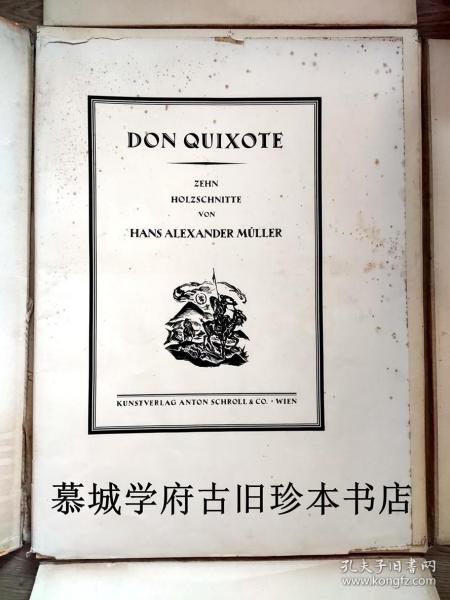 DON QUIXOTE
ZEHN
HOLZSCHNITTE
VON
HANS ALEXANDER MÜLLER
KUNSTVERLAG ANTON SCHROLL & CO. · WIEN
慕城学府古旧珍本书店
孔夫子旧书网
www.kongfz.com